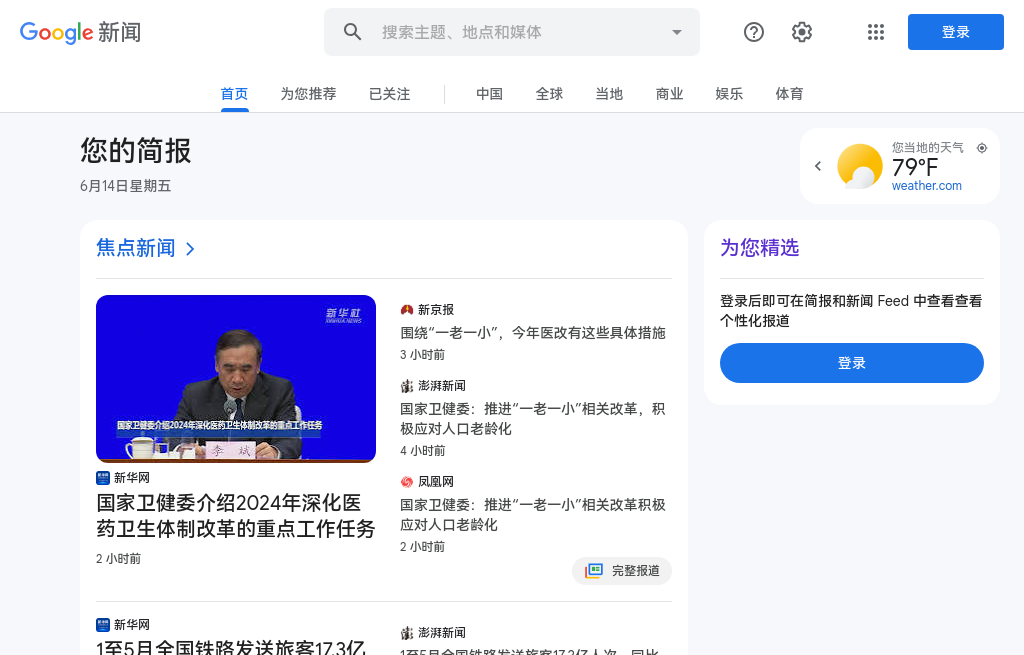 Google 新闻
搜索主题、地点和媒体
登录
首页
为您推荐
已关注
中国
全球
当地
商业
娱乐
体育
您的简报
6月14日星期五
您当地的天气
79°F
weather.com
焦点新闻
新华社
XINHUA NEWS
国家卫健委介绍2024年深化医药卫生体制改革的重点工作任务
李 斌
新华网
国家卫健委介绍2024年深化医
药卫生体制改革的重点工作任务
2 小时前
新京报
围绕“一老一小”，今年医改有这些具体措施
3 小时前
澎湃新闻
国家卫健委：推进“一老一小”相关改革，积
极应对人口老龄化
4 小时前
凤凰网
国家卫健委：推进“一老一小”相关改革积极
应对人口老龄化
2 小时前
完整报道
为您精选
登录后即可在简报和新闻 Feed 中查看查看
个性化报道
登录
新华网
1至5月全国铁路发送旅客17.3亿
澎湃新闻
1至5月全国铁路发送旅客17.3亿人次，同比